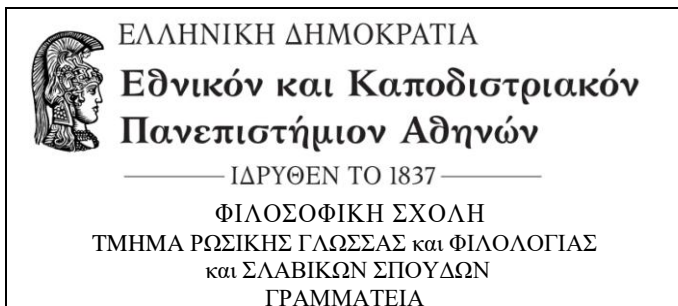 ΕΛΛΗΝΙΚΗ ΔΗΜΟΚΡΑΤΙΑ
Εθνικόν και Καποδιστριακόν
Πανεπιστήμιον Αθηνών
ΙΔΡΥΘΕΝ ΤΟ 1837
ΦΙΛΟΣΟΦΙΚΗ ΣΧΟΛΗ
ΤΜΗΜΑ ΡΩΣΙΚΗΣ ΓΛΩΣΣΑΣ και ΦΙΛΟΛΟΓΙΑΣ
και ΣΛΑΒΙΚΩΝ ΣΠΟΥΔΩΝ
ΓΡΑΜΜΑΤΕΙΑ